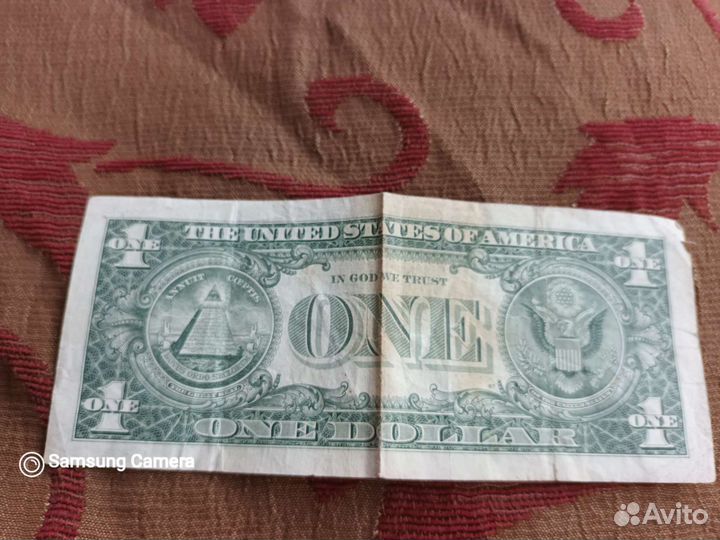 THE UNITED STATES OF AMERICA
1 ONE
ONE 1
ANNUIT COEPTIS
IN GOD WE TRUST
ONE
1 ONE
ONE 1
ONE DOLLAR
Samsung Camera
Avito